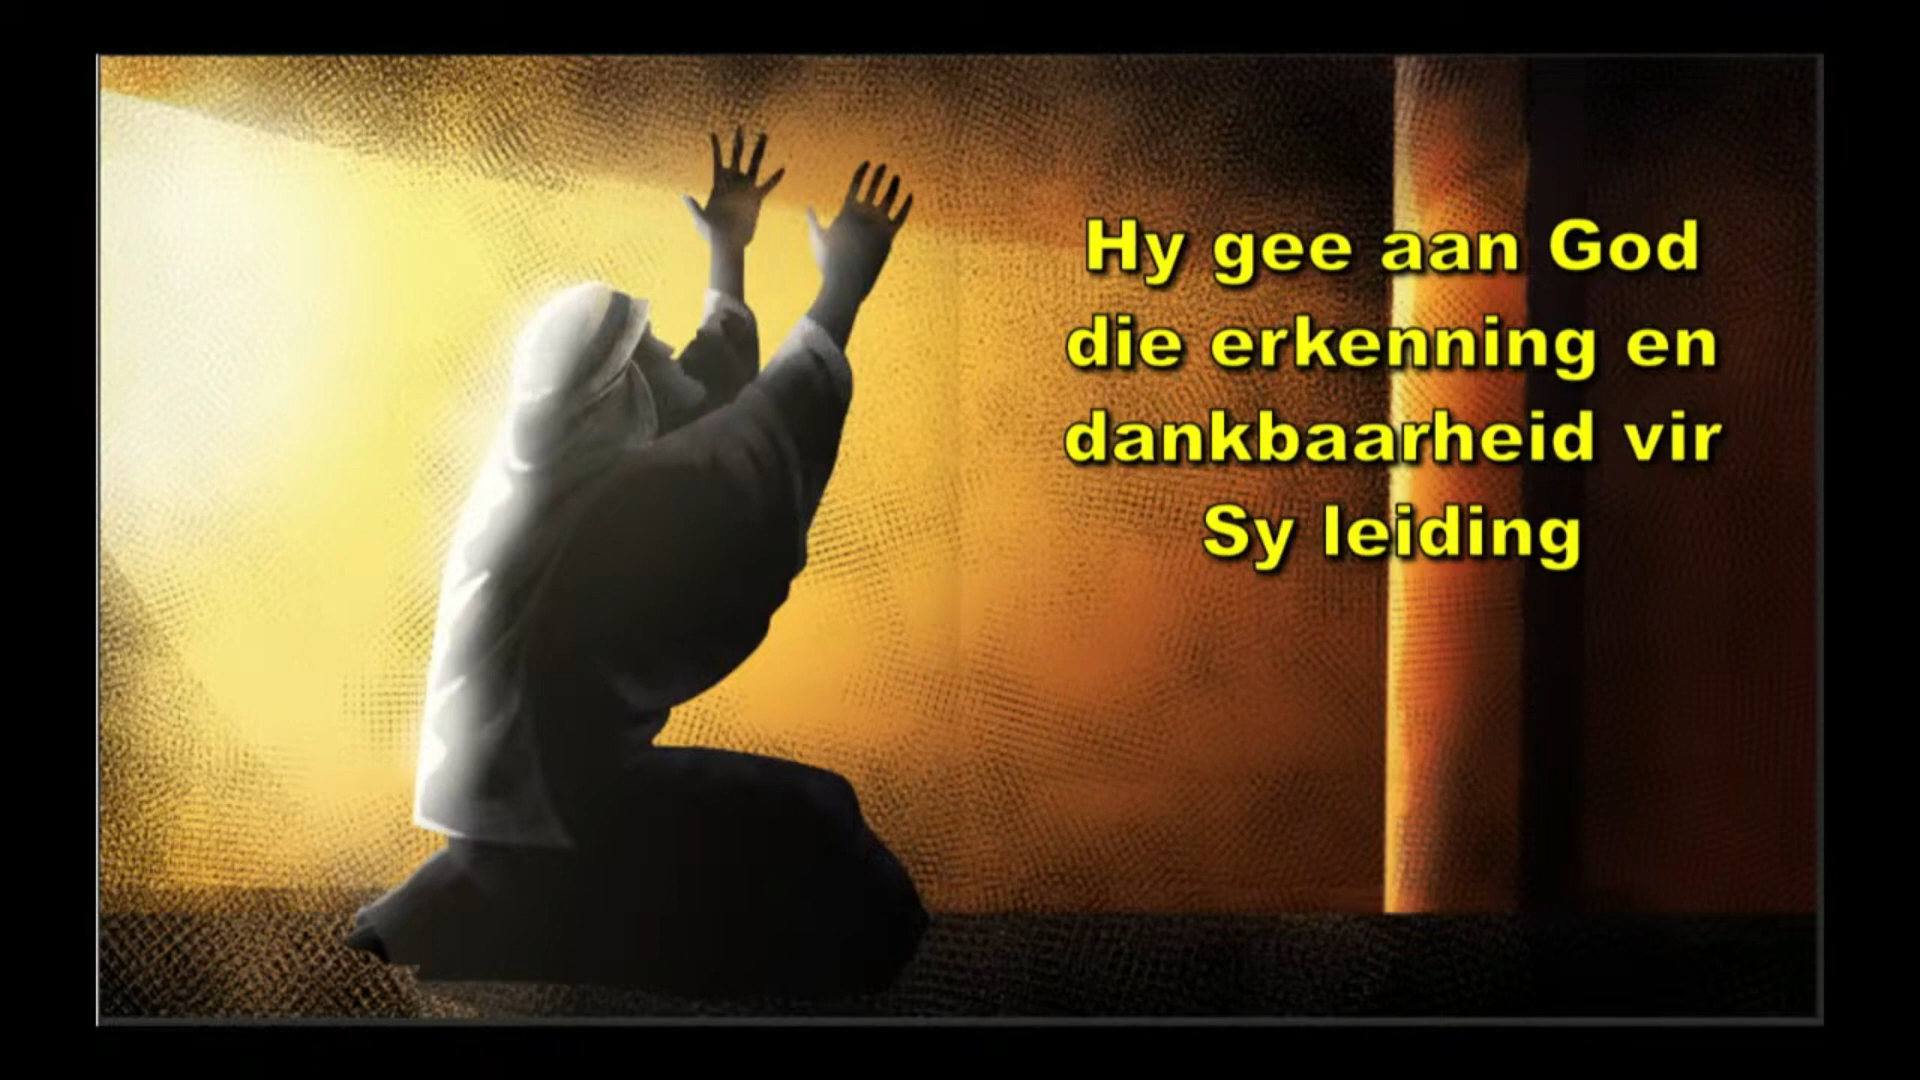 Hy gee aan God
die erkenning en
dankbaarheid vir
Sy leiding